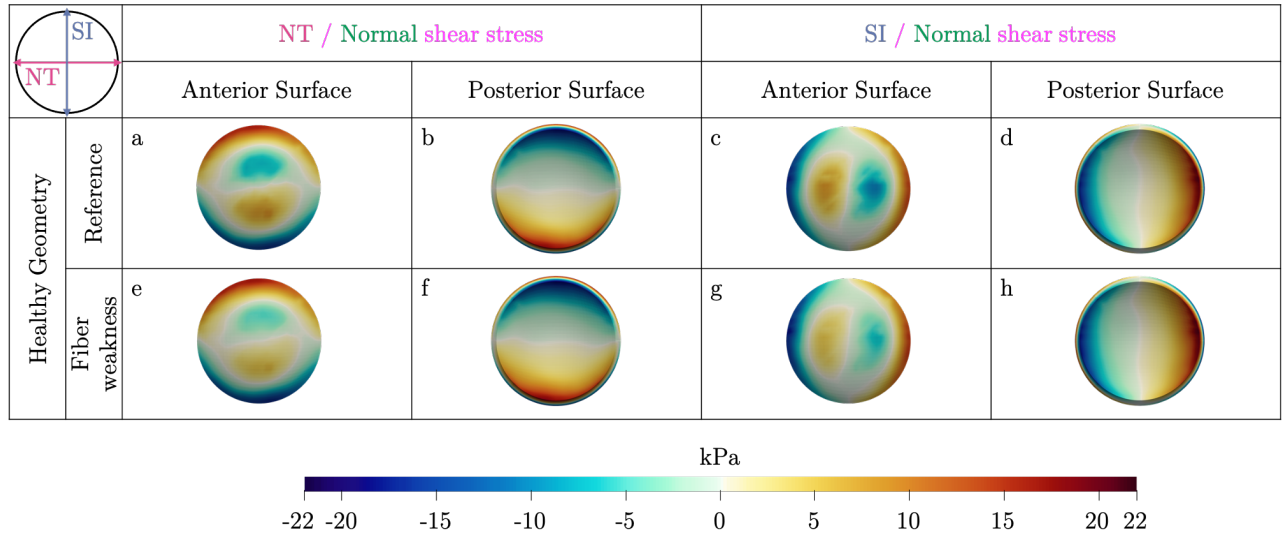 SI
NT
NT / Normal shear stress
SI / Normal shear stress
Anterior Surface
Posterior Surface
Anterior Surface
Posterior Surface
Healthy Geometry
Reference
a
b
c
d
Fiber
weakness
e
f
g
h
kPa
-22 -20 -15 -10 -5 0 5 10 15 20 22